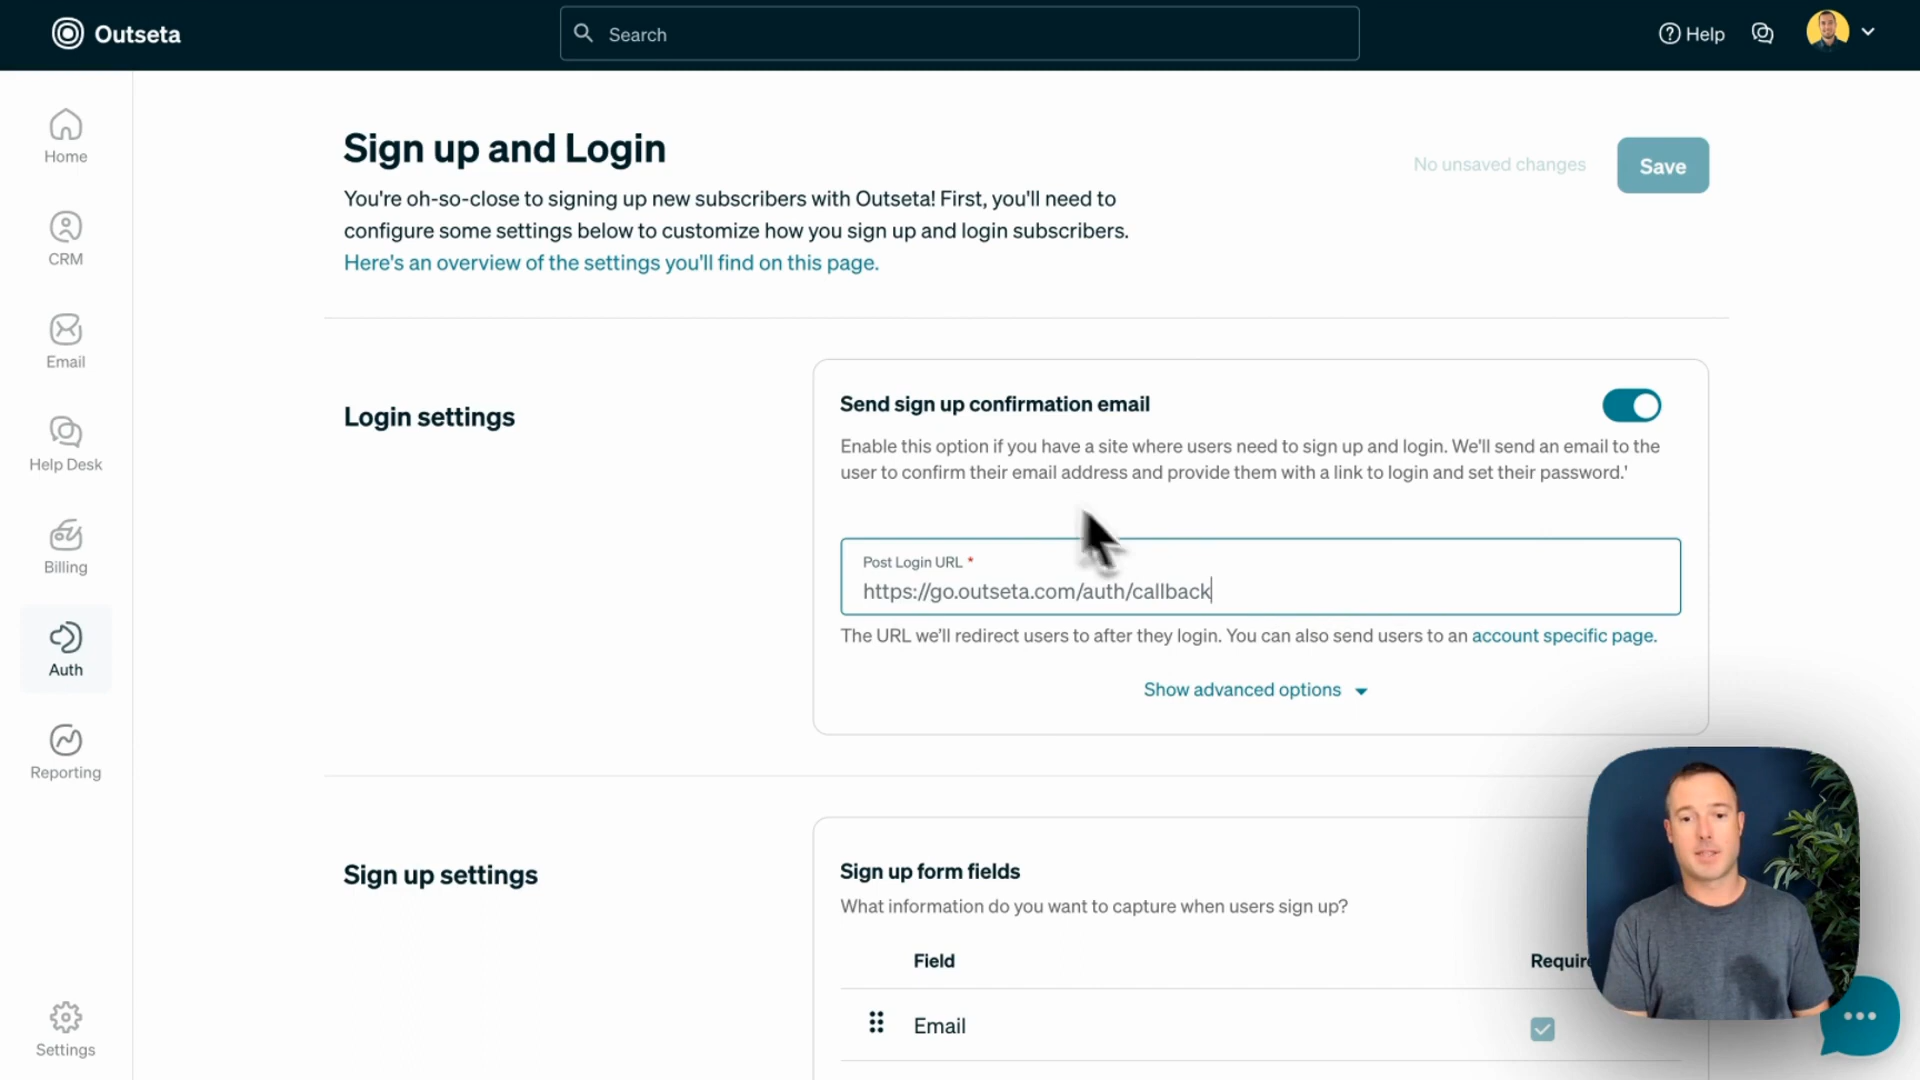 Outseta
Search
Help
Home
CRM
Email
Help Desk
Billing
Auth
Reporting
Settings
Sign up and Login
No unsaved changes
Save
You're oh-so-close to signing up new subscribers with Outseta! First, you'll need to
configure some settings below to customize how you sign up and login subscribers.
Here's an overview of the settings you'll find on this page.
Login settings
Send sign up confirmation email
Enable this option if you have a site where users need to sign up and login. We'll send an email to the
user to confirm their email address and provide them with a link to login and set their password.'
Post Login URL *
https://go.outseta.com/auth/callback
The URL we'll redirect users to after they login. You can also send users to an account specific page.
Show advanced options
Sign up settings
Sign up form fields
What information do you want to capture when users sign up?
Field
Email